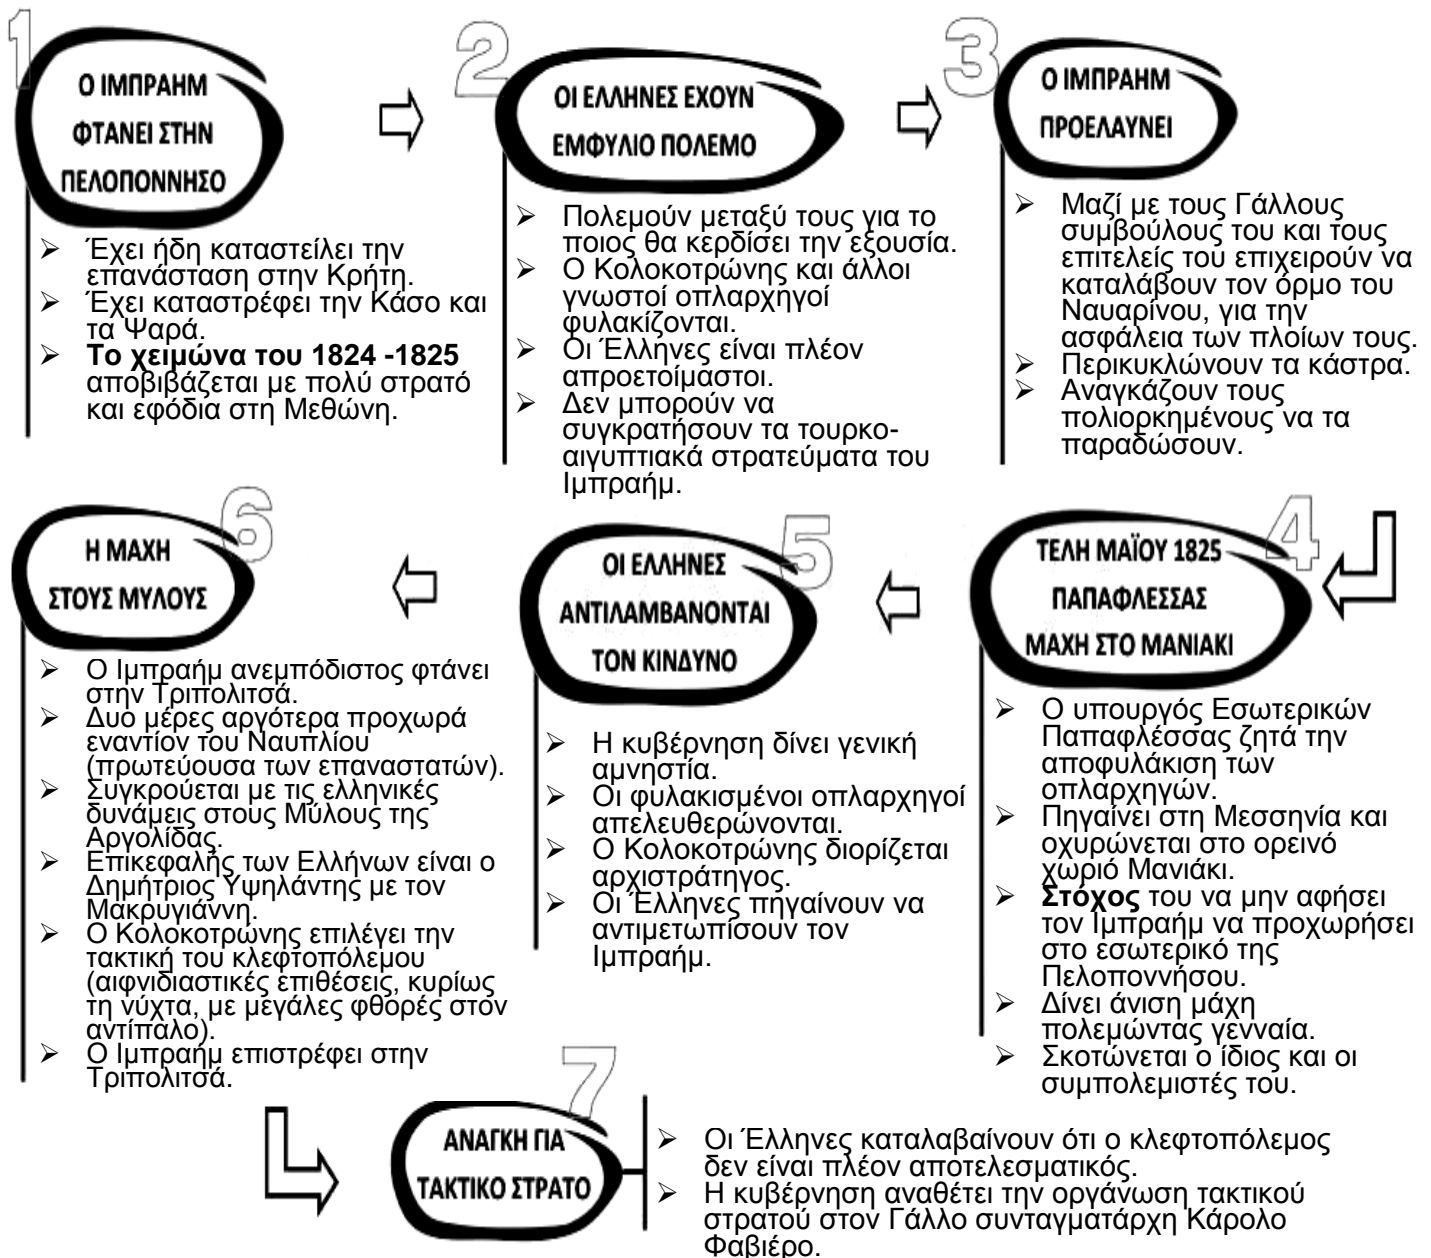 1
Ο ΙΜΠΡΑΗΜ
ΦΤΑΝΕΙ ΣΤΗΝ
ΠΕΛΟΠΟΝΝΗΣΟ
➢ Έχει ήδη καταστείλει την
επανάσταση στην Κρήτη.
➢ Έχει καταστρέφει την Κάσο και
τα Ψαρά.
➢ Το χειμώνα του 1824 -1825
αποβιβάζεται με πολύ στρατό
και εφόδια στη Μεθώνη.
2
ΟΙ ΕΛΛΗΝΕΣ ΕΧΟΥΝ
ΕΜΦΥΛΙΟ ΠΟΛΕΜΟ
➢ Πολεμούν μεταξύ τους για το
ποιος θα κερδίσει την εξουσία.
➢ Ο Κολοκοτρώνης και άλλοι
γνωστοί οπλαρχηγοί
φυλακίζονται.
➢ Οι Έλληνες είναι πλέον
απροετοίμαστοι.
➢ Δεν μπορούν να
συγκρατήσουν τα τουρκο-
αιγυπτιακά στρατεύματα του
Ιμπραήμ.
3
Ο ΙΜΠΡΑΗΜ
ΠΡΟΕΛΑΥΝΕΙ
➢ Μαζί με τους Γάλλους
συμβούλους του και τους
επιτελείς του επιχειρούν να
καταλάβουν τον όρμο του
Ναυαρίνου, για την
ασφάλεια των πλοίων τους.
➢ Περικυκλώνουν τα κάστρα.
➢ Αναγκάζουν τους
πολιορκημένους να τα
παραδώσουν.
4
ΤΕΛΗ ΜΑΪΟΥ 1825
ΠΑΠΑΦΛΕΣΣΑΣ
ΜΑΧΗ ΣΤΟ ΜΑΝΙΑΚΙ
➢ Ο υπουργός Εσωτερικών
Παπαφλέσσας ζητά την
αποφυλάκιση των
οπλαρχηγών.
➢ Πηγαίνει στη Μεσσηνία και
οχυρώνεται στο ορεινό
χωριό Μανιάκι.
➢ Στόχος του να μην αφήσει
τον Ιμπραήμ να προχωρήσει
στο εσωτερικό της
Πελοποννήσου.
➢ Δίνει άνιση μάχη
πολεμώντας γενναία.
➢ Σκοτώνεται ο ίδιος και οι
συμπολεμιστές του.
5
ΟΙ ΕΛΛΗΝΕΣ
ΑΝΤΙΛΑΜΒΑΝΟΝΤΑΙ
ΤΟΝ ΚΙΝΔΥΝΟ
➢ Η κυβέρνηση δίνει γενική
αμνηστία.
➢ Οι φυλακισμένοι οπλαρχηγοί
απελευθερώνονται.
➢ Ο Κολοκοτρώνης διορίζεται
αρχιστράτηγος.
➢ Οι Έλληνες πηγαίνουν να
αντιμετωπίσουν τον
Ιμπραήμ.
6
Η ΜΑΧΗ
ΣΤΟΥΣ ΜΥΛΟΥΣ
➢ Ο Ιμπραήμ ανεμπόδιστος φτάνει
στην Τριπολιτσά.
➢ Δυο μέρες αργότερα προχωρά
εναντίον του Ναυπλίου
(πρωτεύουσα των επαναστατών).
➢ Συγκρούεται με τις ελληνικές
δυνάμεις στους Μύλους της
Αργολίδας.
➢ Επικεφαλής των Ελλήνων είναι ο
Δημήτριος Υψηλάντης με τον
Μακρυγιάννη.
➢ Ο Κολοκοτρώνης επιλέγει την
τακτική του κλεφτοπόλεμου
(αιφνιδιαστικές επιθέσεις, κυρίως
τη νύχτα, με μεγάλες φθορές στον
αντίπαλο).
➢ Ο Ιμπραήμ επιστρέφει στην
Τριπολιτσά.
7
ΑΝΑΓΚΗ ΓΙΑ
ΤΑΚΤΙΚΟ ΣΤΡΑΤΟ
➢ Οι Έλληνες καταλαβαίνουν ότι ο κλεφτοπόλεμος
δεν είναι πλέον αποτελεσματικός.
➢ Η κυβέρνηση αναθέτει την οργάνωση τακτικού
στρατού στον Γάλλο συνταγματάρχη Κάρολο
Φαβιέρο.